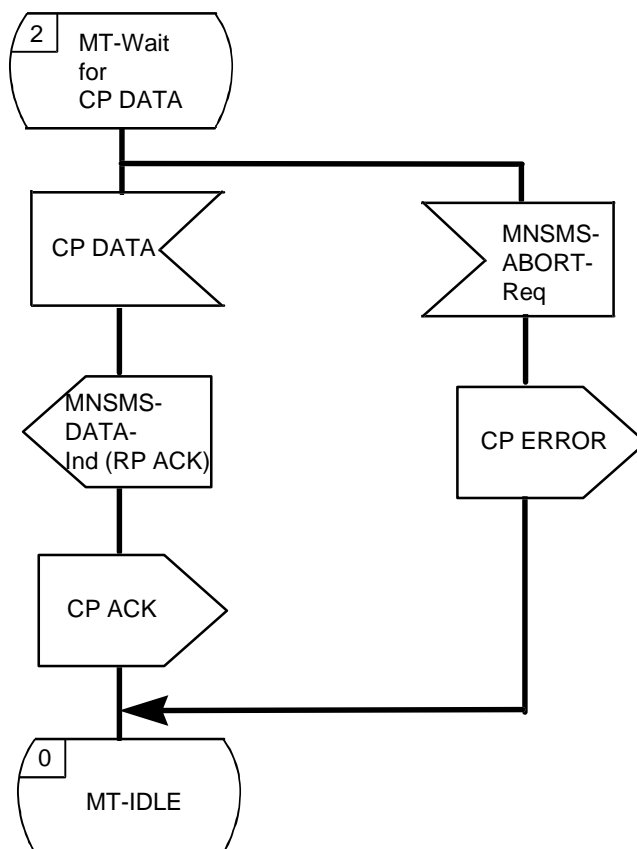 2
MT-Wait
for
CP DATA
CP DATA
MNSMS-
ABORT-
Req
MNSMS-
DATA-
Ind (RP ACK)
CP ERROR
CP ACK
0
MT-IDLE